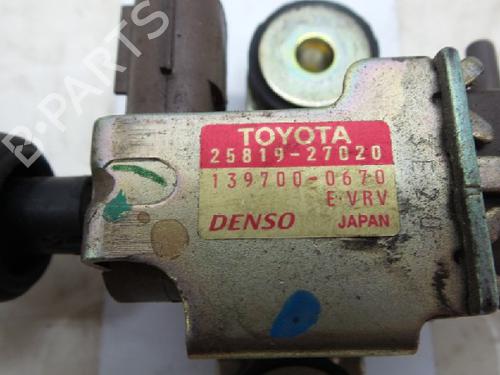 B-PARTS
TOYOTA
25819-27020
139700-0670
E·VRV
DENSO JAPAN